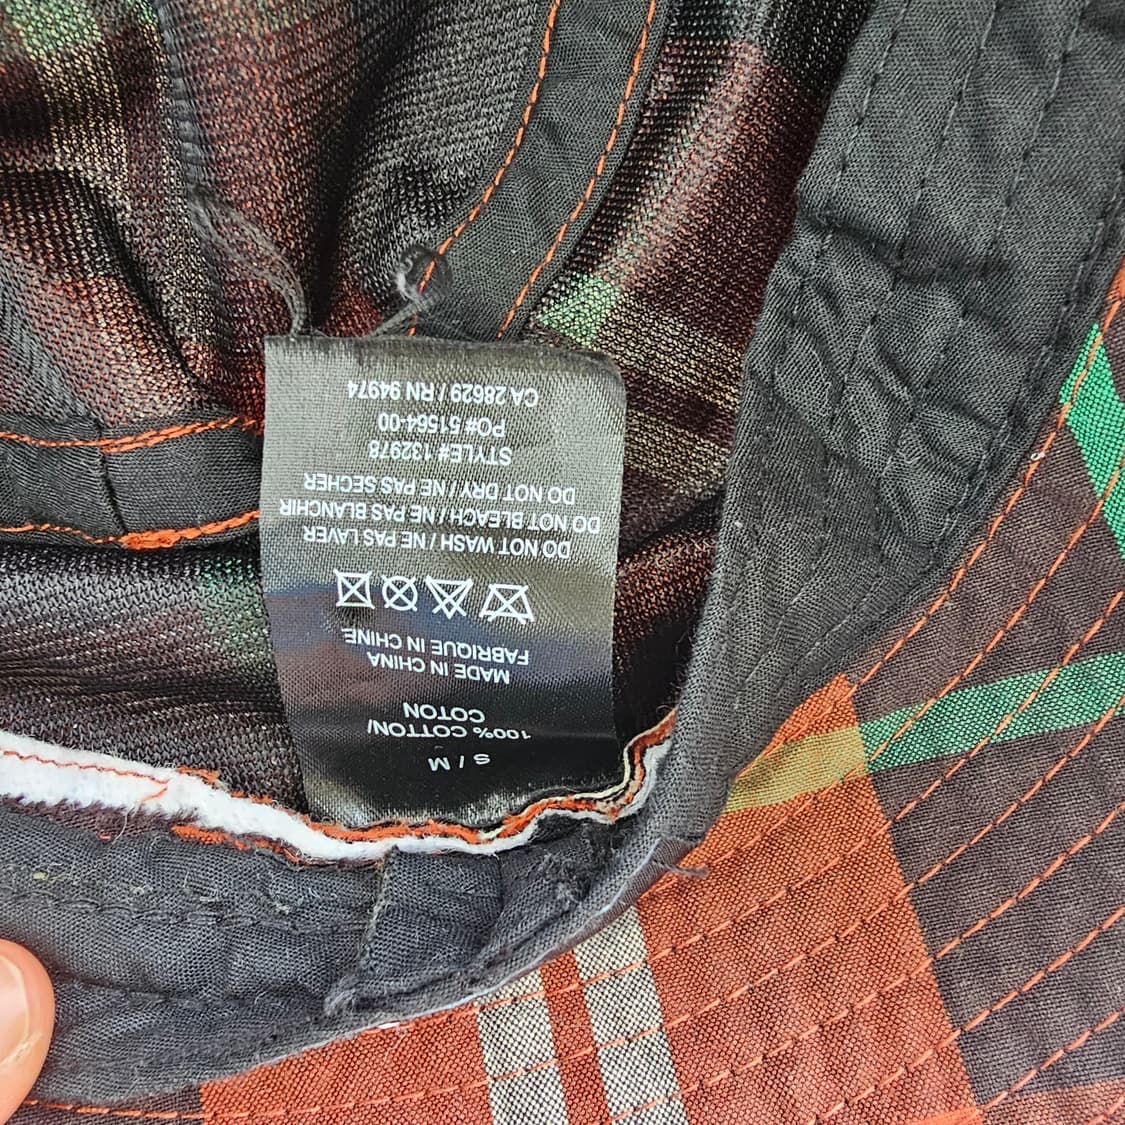 S / M
100% COTTON/
COTON
MADE IN CHINA
FABRIQUE IN CHINE
DO NOT WASH / NE PAS LAVER
DO NOT BLEACH / NE PAS BLANCHIR
DO NOT DRY / NE PAS SECHER
STYLE# 132978
PO# 51564-00
CA 28629 / RN 94974